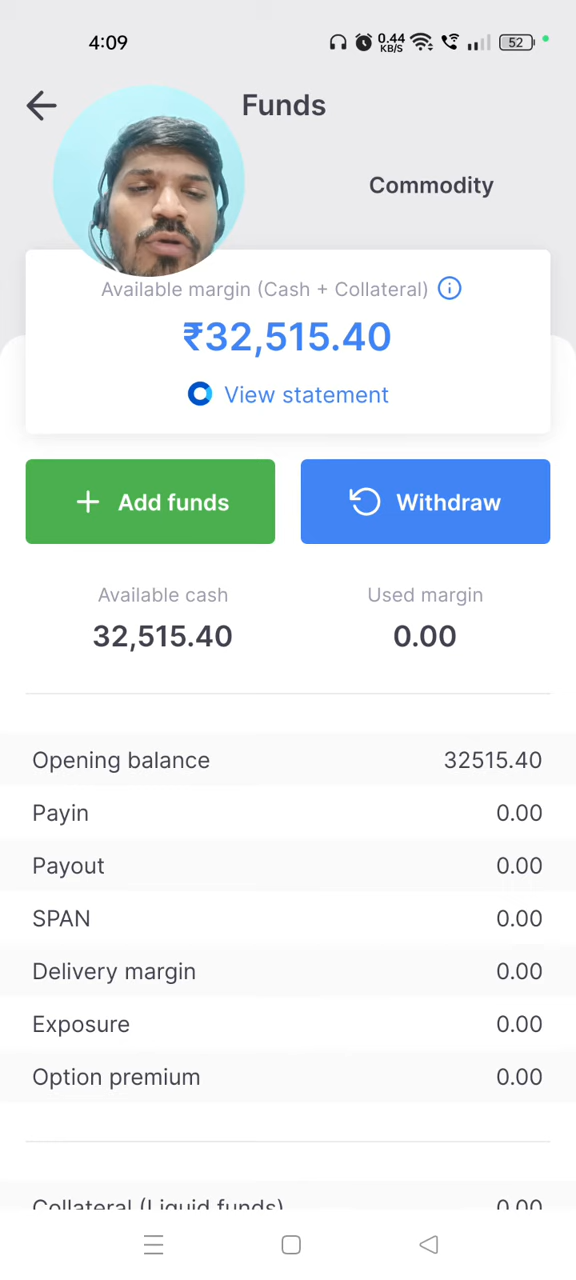 4:09
0.44
KB/S
52
Funds
Commodity
Available margin (Cash + Collateral)
₹32,515.40
View statement
+ Add funds
Withdraw
Available cash
Used margin
32,515.40
0.00
Opening balance 32515.40
Payin 0.00
Payout 0.00
SPAN 0.00
Delivery margin 0.00
Exposure 0.00
Option premium 0.00
Collateral (Liquid funds) 0.00